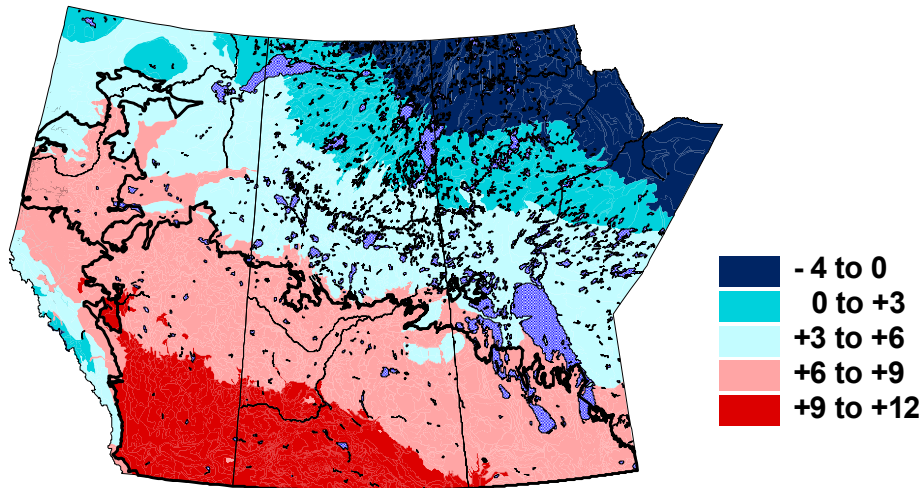 - 4 to 0
0 to +3
+3 to +6
+6 to +9
+9 to +12